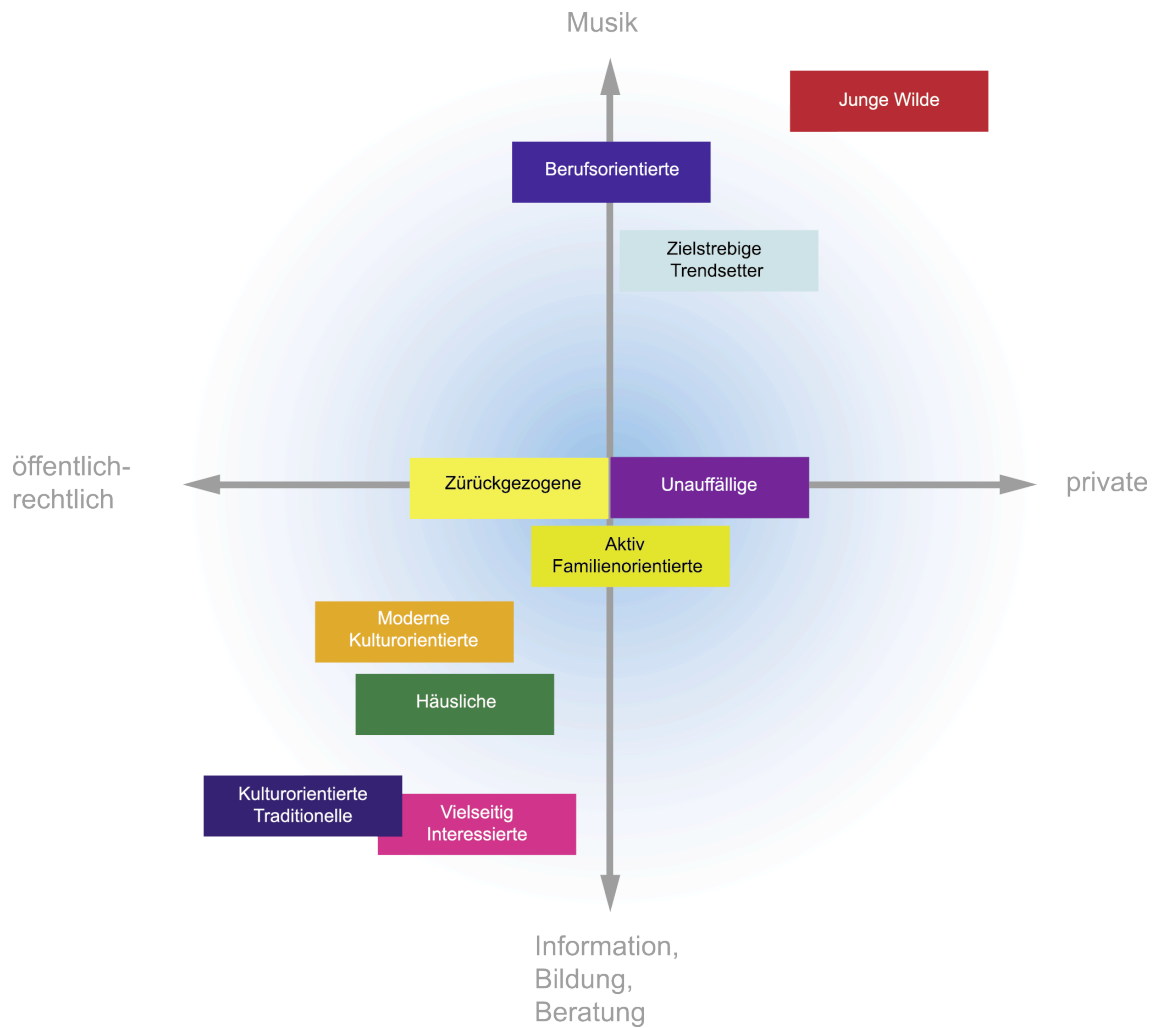 Musik
Junge Wilde
Berufsorientierte
Zielstrebige
Trendsetter
öffentlich-
rechtlich
Zürückgezogene
Unauffällige
private
Aktiv
Familienorientierte
Moderne
Kulturorientierte
Häusliche
Kulturorientierte
Traditionelle
Vielseitig
Interessierte
Information,
Bildung,
Beratung